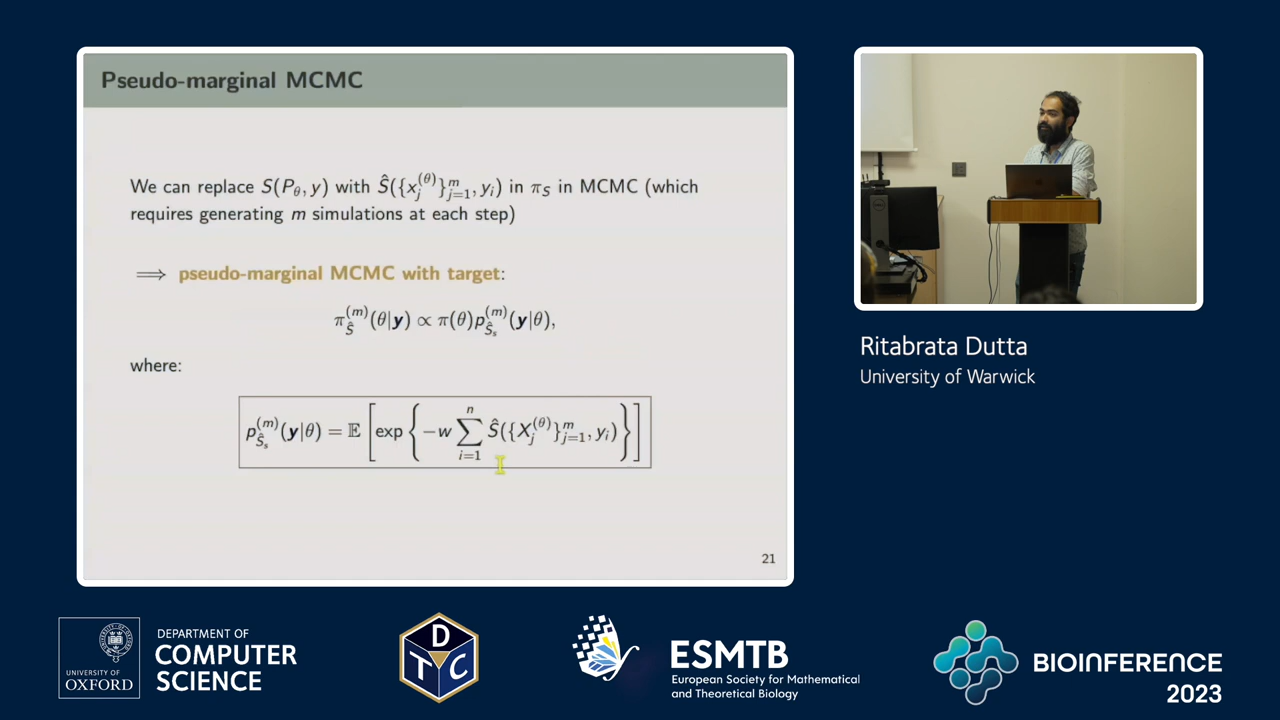 Pseudo-marginal MCMC
We can replace S(P_θ, y) with Ŝ({x_j^{(θ)}}_{j=1}^m, y_i) in π_S in MCMC (which
requires generating m simulations at each step)
⟹ pseudo-marginal MCMC with target:
π_{Ŝ}^{(m)}(θ|y) ∝ π(θ)p_{Ŝ_s}^{(m)}(y|θ),
where:
p_{Ŝ_s}^{(m)}(y|θ) = 𝔼[exp{−w ∑_{i=1}^n Ŝ({X_j^{(θ)}}_{j=1}^m, y_i)}]
21
Ritabrata Dutta
University of Warwick
UNIVERSITY OF
OXFORD
DEPARTMENT OF
COMPUTER
SCIENCE
D
T C
ESMTB
European Society for Mathematical
and Theoretical Biology
BIOINFERENCE
2023